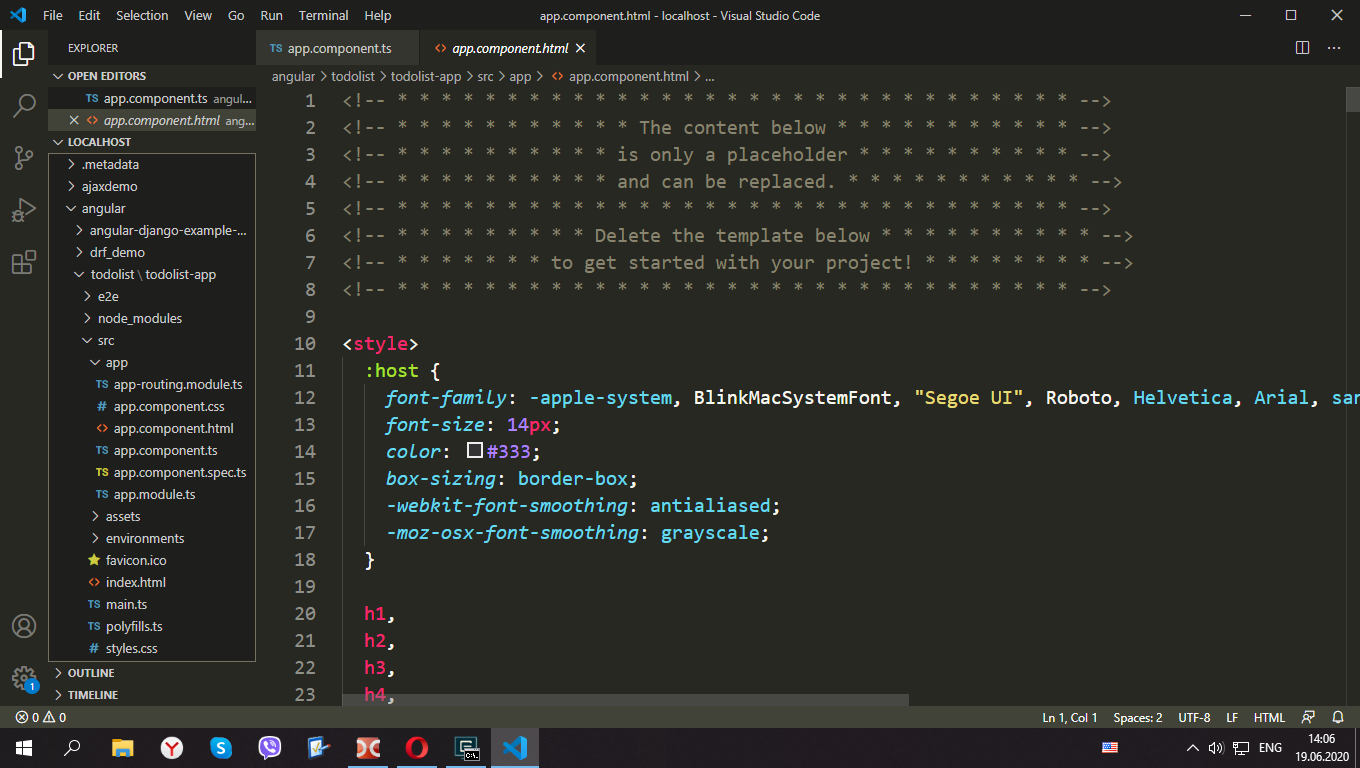 File Edit Selection View Go Run Terminal Help
app.component.html - localhost - Visual Studio Code
EXPLORER
OPEN EDITORS
TS app.component.ts angul...
<> app.component.html ang...
LOCALHOST
.metadata
ajaxdemo
angular
angular-django-example-...
drf_demo
todolist \ todolist-app
e2e
node_modules
src
app
TS app-routing.module.ts
# app.component.css
<> app.component.html
TS app.component.ts
TS app.component.spec.ts
TS app.module.ts
assets
environments
favicon.ico
<> index.html
TS main.ts
TS polyfills.ts
# styles.css
OUTLINE
TIMELINE
1
TS app.component.ts
<> app.component.html
angular > todolist > todolist-app > src > app > <> app.component.html > ...
1 <!-- * * * * * * * * * * * * * * * * * * * * * * * * * * * * * * * -->
2 <!-- * * * * * * * * * * * The content below * * * * * * * * * * * -->
3 <!-- * * * * * * * * * * is only a placeholder * * * * * * * * * * -->
4 <!-- * * * * * * * * * * and can be replaced. * * * * * * * * * * * -->
5 <!-- * * * * * * * * * * * * * * * * * * * * * * * * * * * * * * * -->
6 <!-- * * * * * * * * * Delete the template below * * * * * * * * * * -->
7 <!-- * * * * * * * to get started with your project! * * * * * * * * -->
8 <!-- * * * * * * * * * * * * * * * * * * * * * * * * * * * * * * * -->
9
10 <style>
11 :host {
12 font-family: -apple-system, BlinkMacSystemFont, "Segoe UI", Roboto, Helvetica, Arial, sar
13 font-size: 14px;
14 color: #333;
15 box-sizing: border-box;
16 -webkit-font-smoothing: antialiased;
17 -moz-osx-font-smoothing: grayscale;
18 }
19
20 h1,
21 h2,
22 h3,
23 h4,
0 0
Ln 1, Col 1 Spaces: 2 UTF-8 LF HTML
ENG
14:06
19.06.2020